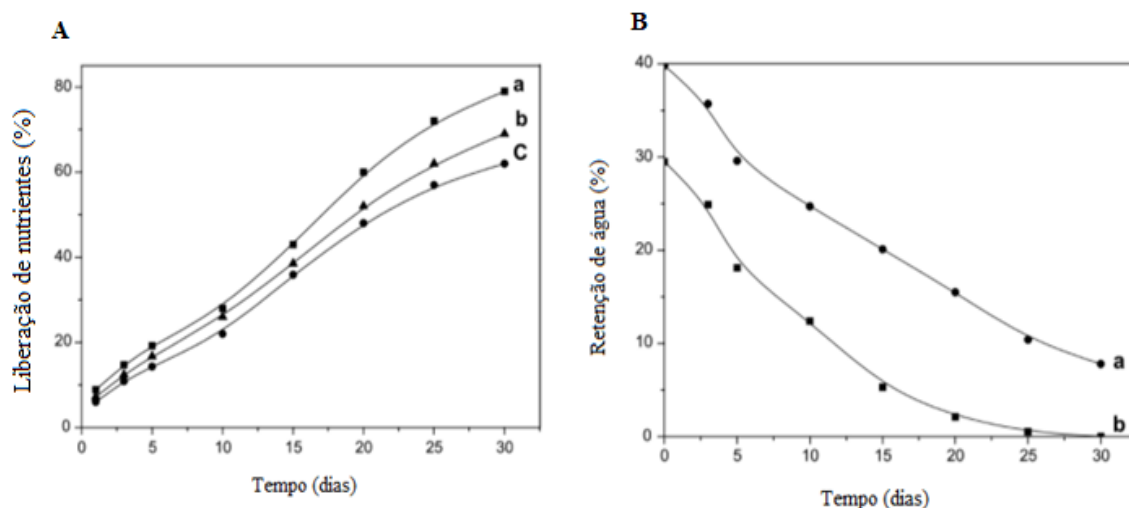 A
Liberação de nutrientes (%)
80
60
40
20
0
a
b
C
0 5 10 15 20 25 30
Tempo (dias)
B
Retenção de água (%)
40
30
20
10
0
a
b
0 5 10 15 20 25 30
Tempo (dias)